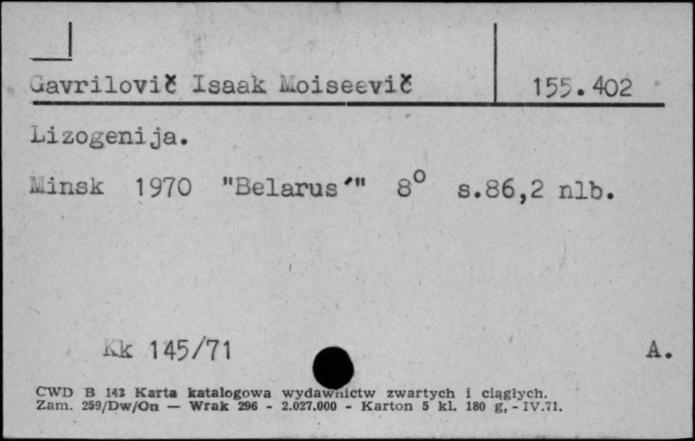 Gavrilovič Isaak Moiseevič 155.402
Lizogenija.
Minsk 1970 "Belarus′" 8° s.86,2 nlb.
Kk 145/71 A.
CWD B 143 Karta katalogowa wydawnictw zwartych i ciągłych.
Zam. 259/Dw/On — Wrak 296 - 2.027.000 - Karton 5 kl. 180 g, - IV.71.